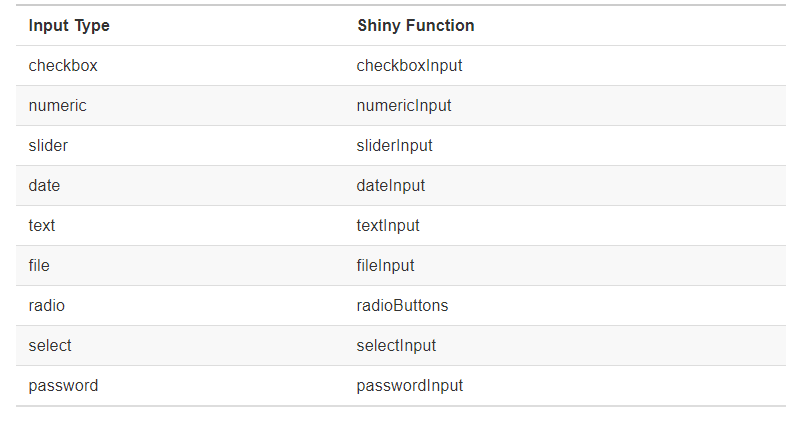 Input Type Shiny Function
checkbox checkboxInput
numeric numericInput
slider sliderInput
date dateInput
text textInput
file fileInput
radio radioButtons
select selectInput
password passwordInput